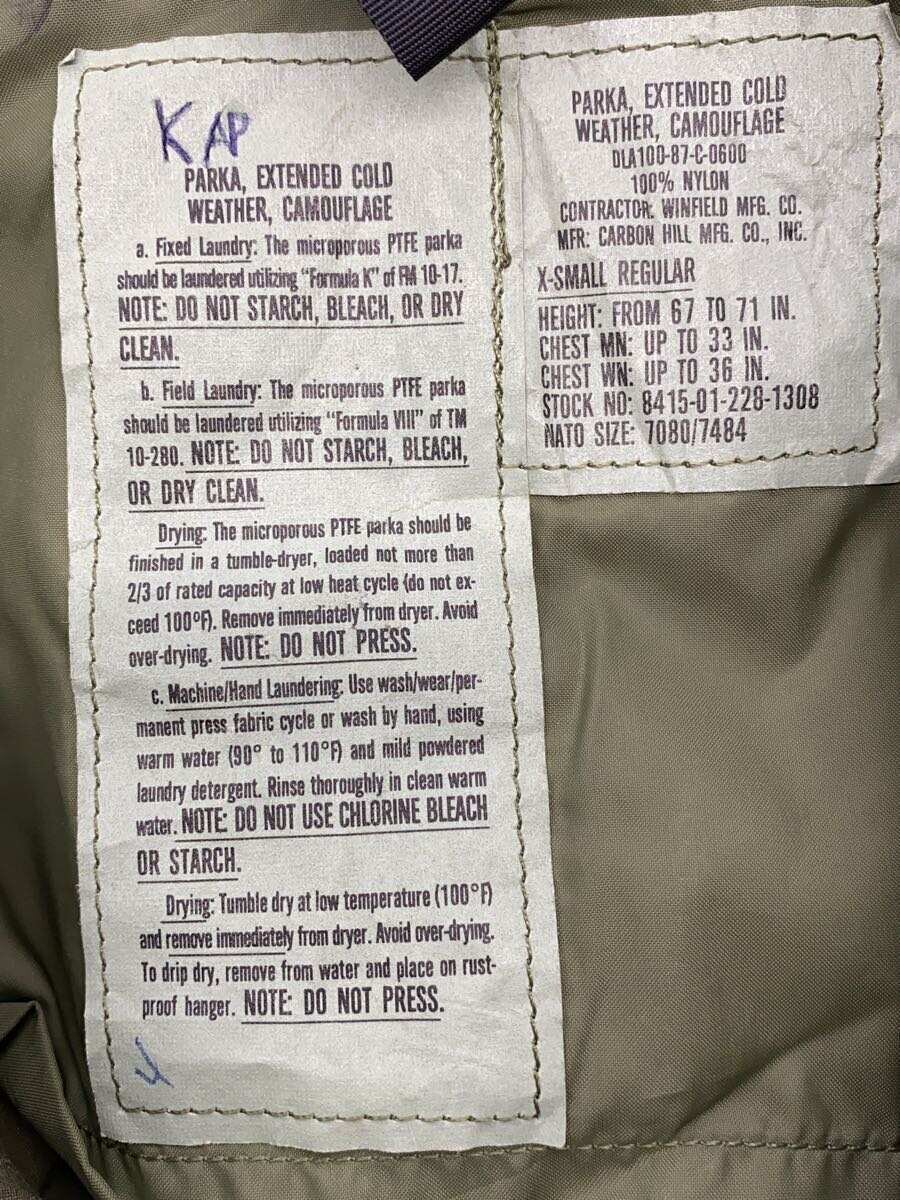 KAP
PARKA, EXTENDED COLD
WEATHER, CAMOUFLAGE
a. Fixed Laundry: The microporous PTFE parka
should be laundered utilizing "Formula K" of FM 10-17.
NOTE: DO NOT STARCH, BLEACH, OR DRY
CLEAN.
b. Field Laundry: The microporous PTFE parka
should be laundered utilizing "Formula VIII" of TM
10-280. NOTE: DO NOT STARCH, BLEACH,
OR DRY CLEAN.
Drying: The microporous PTFE parka should be
finished in a tumble-dryer, loaded not more than
2/3 of rated capacity at low heat cycle (do not ex-
ceed 100°F). Remove immediately from dryer. Avoid
over-drying. NOTE: DO NOT PRESS.
c. Machine/Hand Laundering: Use wash/wear/per-
manent press fabric cycle or wash by hand, using
warm water (90° to 110°F) and mild powdered
laundry detergent. Rinse thoroughly in clean warm
water. NOTE: DO NOT USE CHLORINE BLEACH
OR STARCH.
Drying: Tumble dry at low temperature (100°F)
and remove immediately from dryer. Avoid over-drying.
To drip dry, remove from water and place on rust-
proof hanger. NOTE: DO NOT PRESS.
PARKA, EXTENDED COLD
WEATHER, CAMOUFLAGE
DLA100-87-C-0600
100% NYLON
CONTRACTOR: WINFIELD MFG. CO.
MFR: CARBON HILL MFG. CO., INC.
X-SMALL REGULAR
HEIGHT: FROM 67 TO 71 IN.
CHEST MN: UP TO 33 IN.
CHEST WN: UP TO 36 IN.
STOCK NO: 8415-01-228-1308
NATO SIZE: 7080/7484